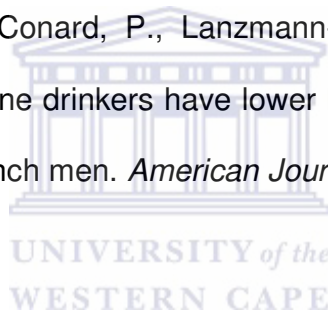 Conard, P., Lanzmann-
ne drinkers have lower
nch men. American Jour
UNIVERSITY of the
WESTERN CAPE